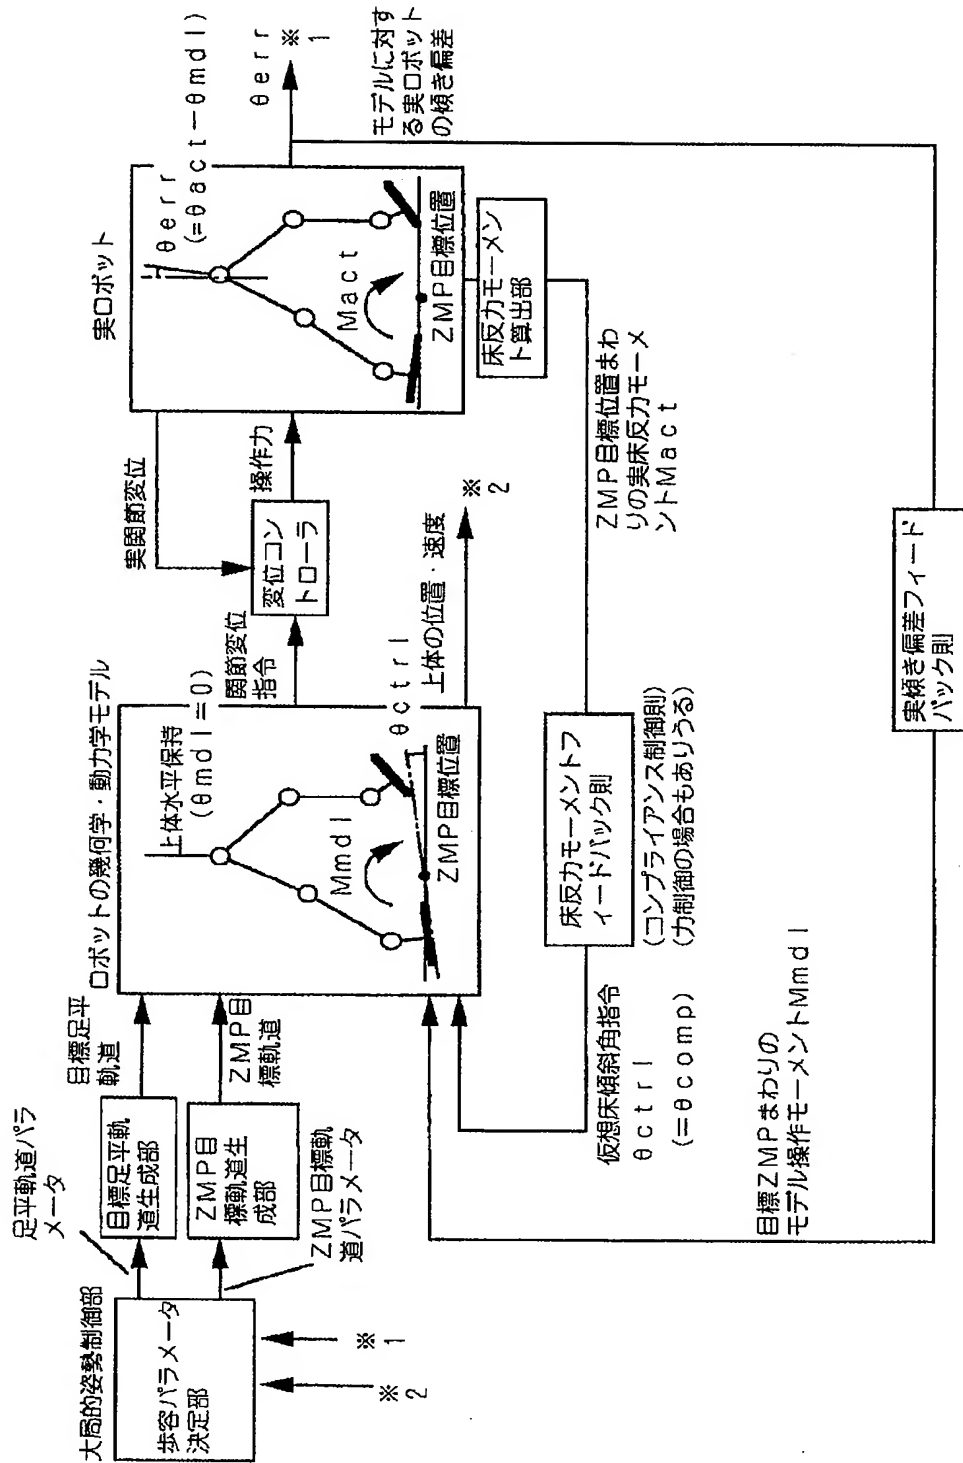 大局的姿勢制御部
歩容パラメータ
決定部
※
1
※
2
足平軌道パラ
メータ
目標足平軌
道生成部
ZMP目
標軌道生
成部
ZMP目標軌
道パラメータ
目標足平
軌道
ZMP目
標軌道
ロボットの幾何学・動力学モデル
上体水平保持
(θmdl=0)
Mmdl
θctrl
ZMP目標位置
関節変位
指令
上体の位置・速度
※
2
変位コン
トローラ
実関節変位
操作力
実ロボット
θerr
(=θact-θmdl)
Mact
ZMP目標位置
θerr
※
1
モデルに対す
る実ロボット
の傾き偏差
床反力モーメン
ト算出部
ZMP目標位置まわ
りの実床反力モーメ
ントMact
床反力モーメントフ
ィードバック則
(コンプライアンス制御則)
(力制御の場合もありうる)
仮想床傾斜角指令
θctrl
(=θcomp)
目標ZMPまわりの
モデル操作モーメントMmdl
実傾き偏差フィード
バック則